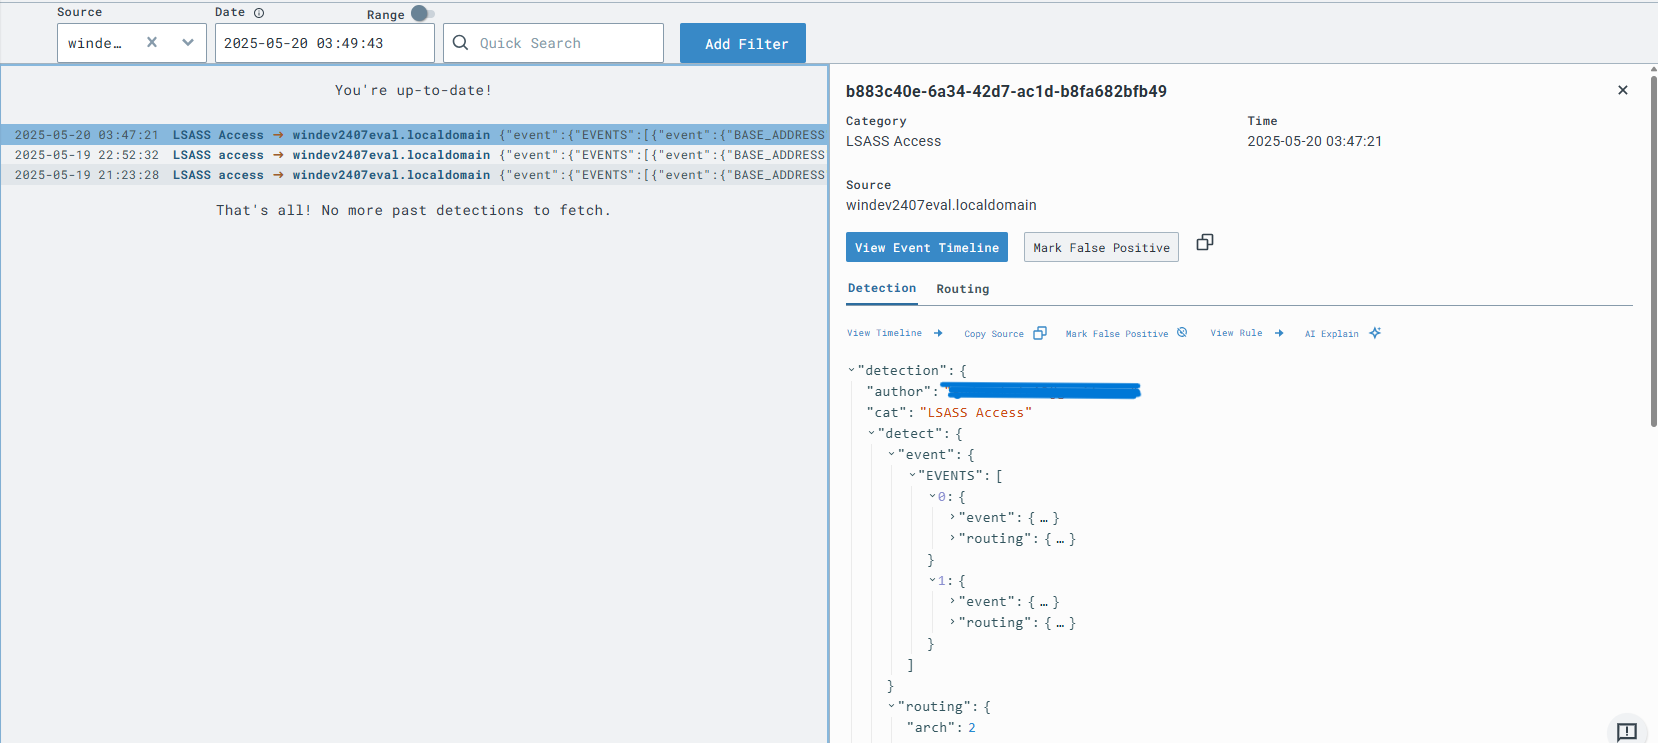 Source
Date
Range
winde…
2025-05-20 03:49:43
Quick Search
Add Filter
You're up-to-date!
2025-05-20 03:47:21 LSASS Access → windev2407eval.localdomain {"event":{"EVENTS":[{"event":{"BASE_ADDRESS
2025-05-19 22:52:32 LSASS access → windev2407eval.localdomain {"event":{"EVENTS":[{"event":{"BASE_ADDRESS
2025-05-19 21:23:28 LSASS access → windev2407eval.localdomain {"event":{"EVENTS":[{"event":{"BASE_ADDRESS
That's all! No more past detections to fetch.
b883c40e-6a34-42d7-ac1d-b8fa682bfb49
Category
LSASS Access
Time
2025-05-20 03:47:21
Source
windev2407eval.localdomain
View Event Timeline
Mark False Positive
Detection
Routing
View Timeline
Copy Source
Mark False Positive
View Rule
AI Explain
"detection": {
"author":
"cat": "LSASS Access"
"detect": {
"event": {
"EVENTS": [
0: {
"event": { … }
"routing": { … }
}
1: {
"event": { … }
"routing": { … }
}
]
}
"routing": {
"arch": 2